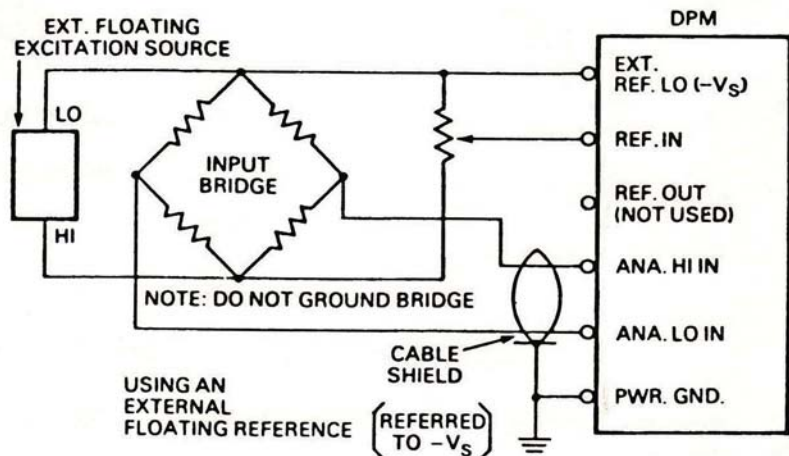 EXT. FLOATING
EXCITATION SOURCE
LO
HI
INPUT
BRIDGE
NOTE: DO NOT GROUND BRIDGE
CABLE
SHIELD
USING AN
EXTERNAL
FLOATING REFERENCE
REFERRED
TO -VS
DPM
EXT.
REF. LO (-VS)
REF. IN
REF. OUT
(NOT USED)
ANA. HI IN
ANA. LO IN
PWR. GND.